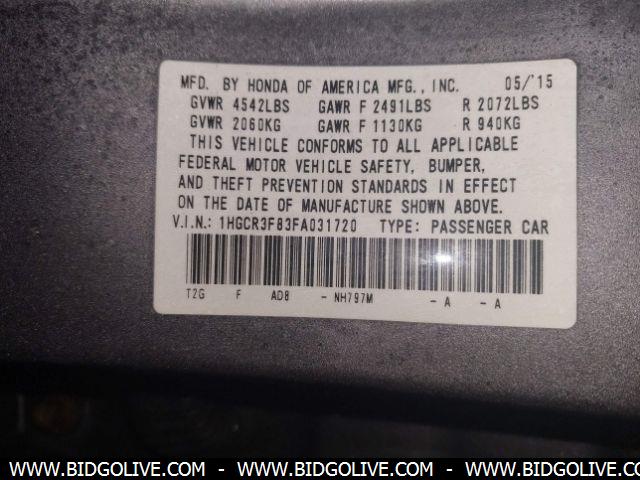 MFD. BY HONDA OF AMERICA MFG., INC. 05/'15
GVWR 4542LBS GAWR F 2491LBS R 2072LBS
GVWR 2060KG GAWR F 1130KG R 940KG
THIS VEHICLE CONFORMS TO ALL APPLICABLE
FEDERAL MOTOR VEHICLE SAFETY, BUMPER,
AND THEFT PREVENTION STANDARDS IN EFFECT
ON THE DATE OF MANUFACTURE SHOWN ABOVE.
V.I.N.: 1HGCR3F83FA031720 TYPE: PASSENGER CAR
T2G F AD8 - NH797M - A - A
WWW.BIDGOLIVE.COM - WWW.BIDGOLIVE.COM - WWW.BIDGOLIVE.COM